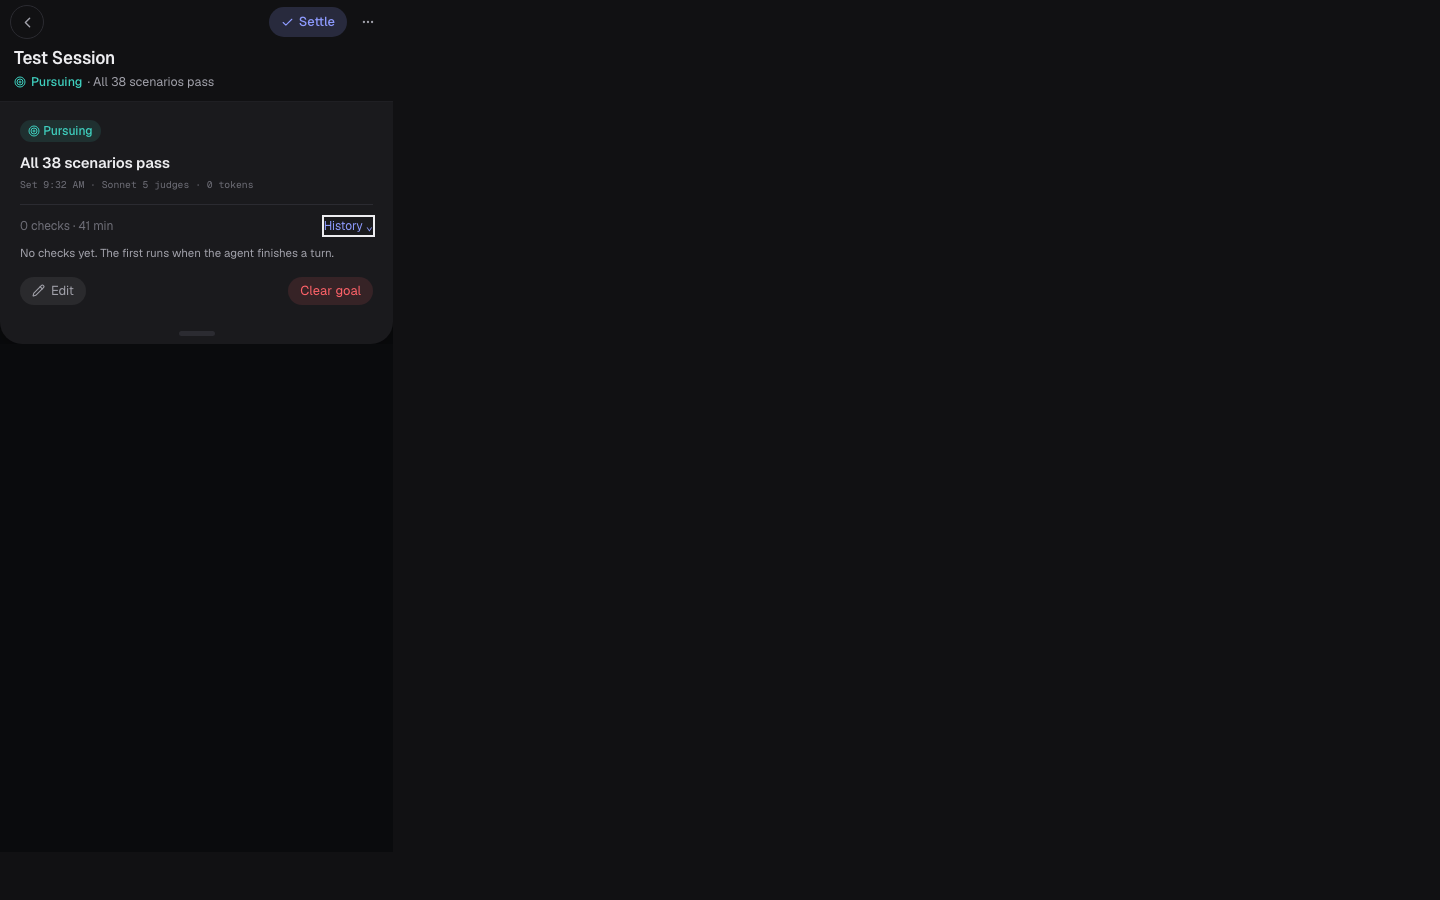 Settle
Test Session
Pursuing · All 38 scenarios pass
Pursuing
All 38 scenarios pass
Set 9:32 AM · Sonnet 5 judges · 0 tokens
0 checks · 41 min
History
No checks yet. The first runs when the agent finishes a turn.
Edit
Clear goal